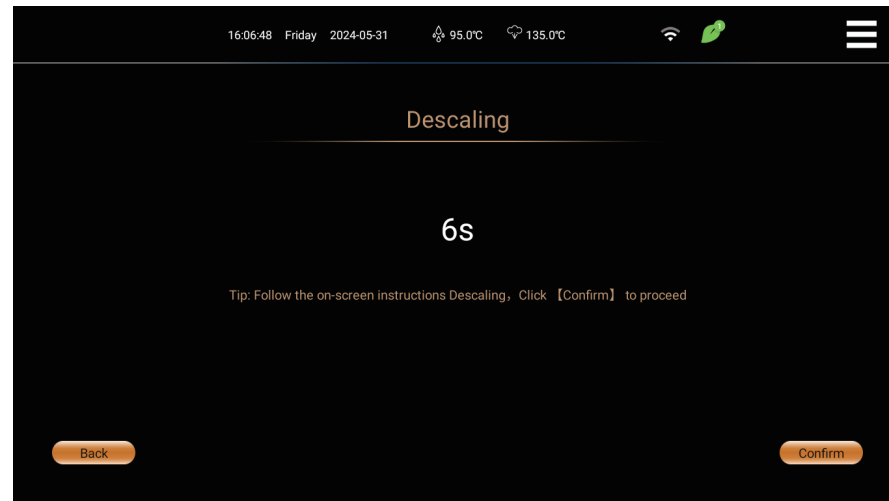 16:06:48 Friday 2024-05-31 95.0℃ 135.0℃ 1
Descaling
6s
Tip: Follow the on-screen instructions Descaling，Click 【Confirm】 to proceed
Back Confirm